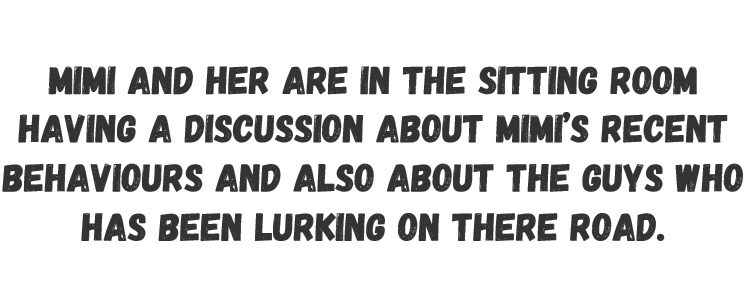 MIMI AND HER ARE IN THE SITTING ROOM
HAVING A DISCUSSION ABOUT MIMI'S RECENT
BEHAVIOURS AND ALSO ABOUT THE GUYS WHO
HAS BEEN LURKING ON THERE ROAD.